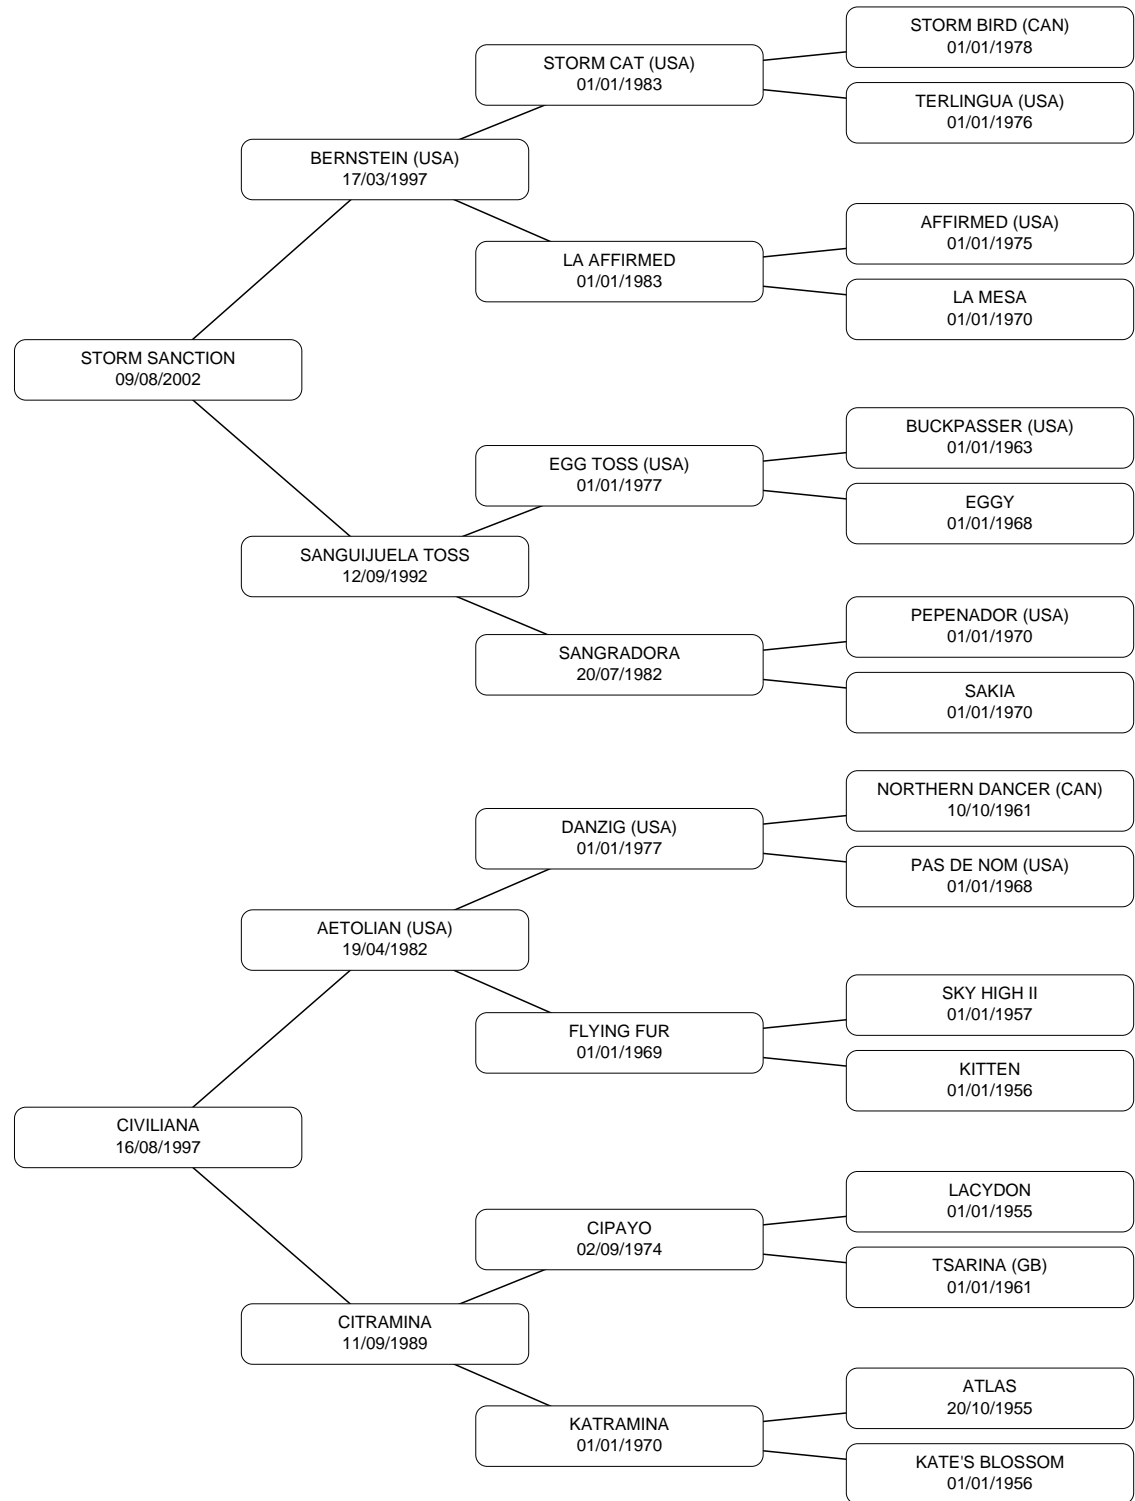 STORM BIRD (CAN)
01/01/1978
STORM CAT (USA)
01/01/1983
TERLINGUA (USA)
01/01/1976
BERNSTEIN (USA)
17/03/1997
AFFIRMED (USA)
01/01/1975
LA AFFIRMED
01/01/1983
LA MESA
01/01/1970
STORM SANCTION
09/08/2002
BUCKPASSER (USA)
01/01/1963
EGG TOSS (USA)
01/01/1977
EGGY
01/01/1968
SANGUIJUELA TOSS
12/09/1992
PEPENADOR (USA)
01/01/1970
SANGRADORA
20/07/1982
SAKIA
01/01/1970
NORTHERN DANCER (CAN)
10/10/1961
DANZIG (USA)
01/01/1977
PAS DE NOM (USA)
01/01/1968
AETOLIAN (USA)
19/04/1982
SKY HIGH II
01/01/1957
FLYING FUR
01/01/1969
KITTEN
01/01/1956
CIVILIANA
16/08/1997
LACYDON
01/01/1955
CIPAYO
02/09/1974
TSARINA (GB)
01/01/1961
CITRAMINA
11/09/1989
ATLAS
20/10/1955
KATRAMINA
01/01/1970
KATE'S BLOSSOM
01/01/1956